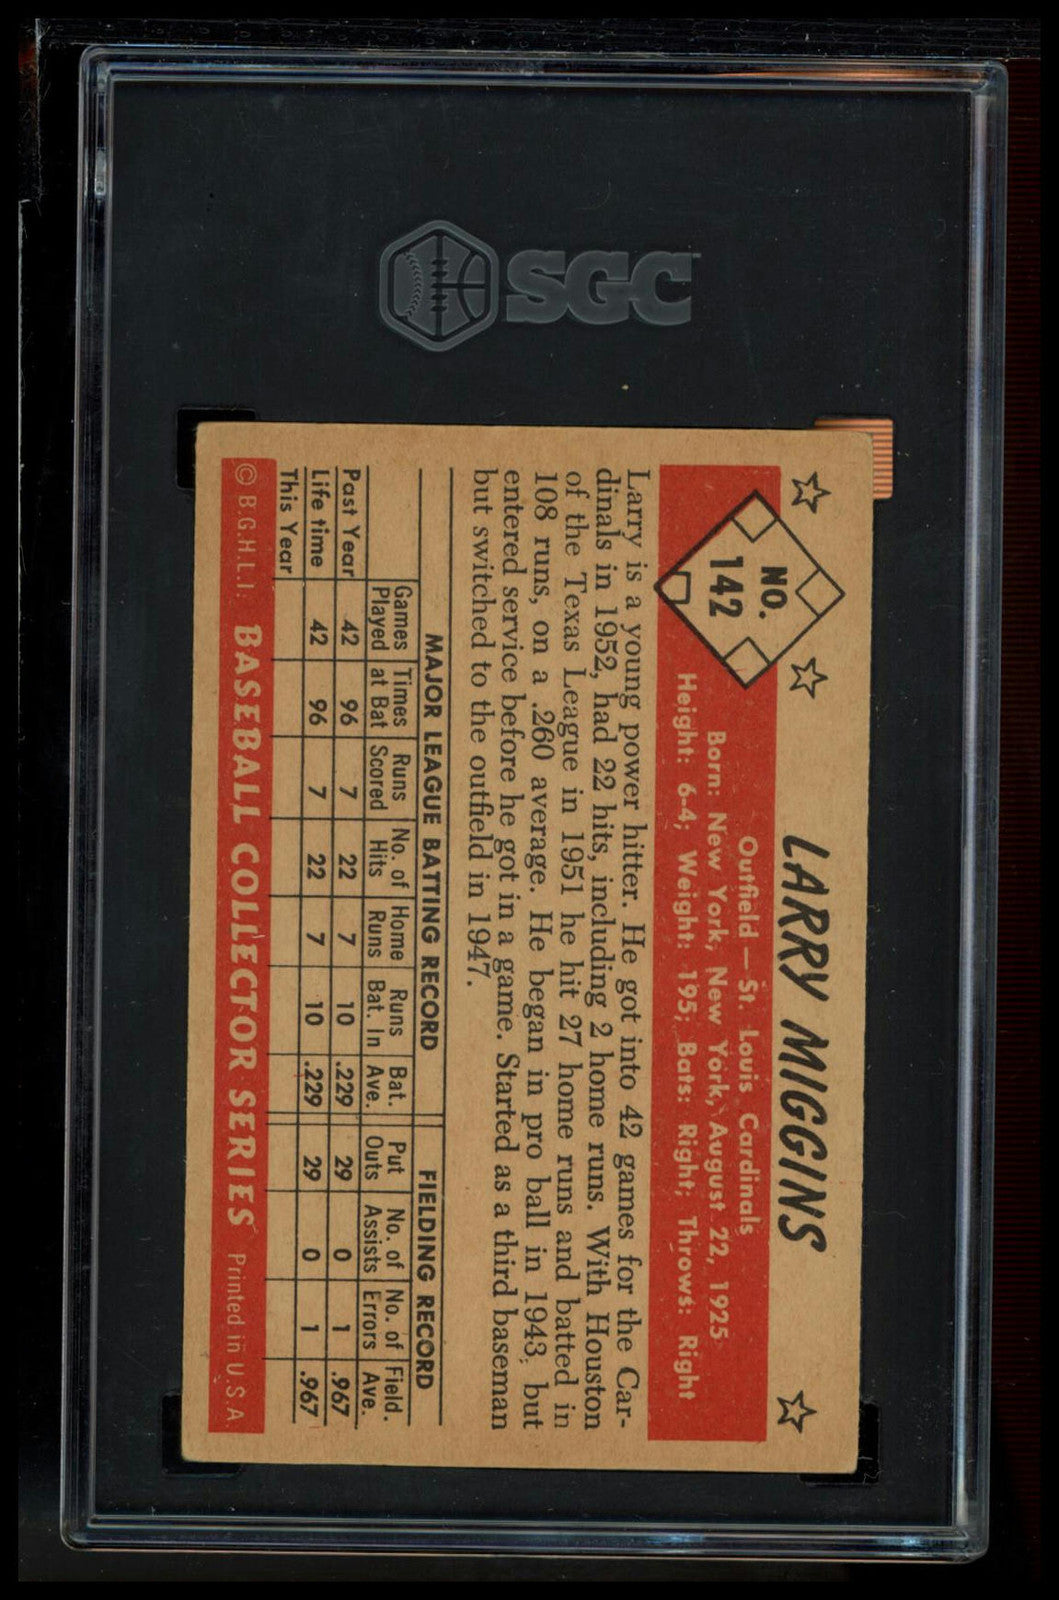 SGC
NO.
142
LARRY MIGGINS
Outfield — St. Louis Cardinals
Born: New York, New York, August 22, 1925
Height: 6-4; Weight: 195; Bats: Right; Throws: Right
Larry is a young power hitter. He got into 42 games for the Car-
dinals in 1952, had 22 hits, including 2 home runs. With Houston
of the Texas League in 1951 he hit 27 home runs and batted in
108 runs, on a .260 average. He began in pro ball in 1943, but
entered service before he got in a game. Started as a third baseman
but switched to the outfield in 1947.
MAJOR LEAGUE BATTING RECORD FIELDING RECORD
Games Times Runs No. of Home Runs Bat. Put No. of No. of Field.
Played at Bat Scored Hits Runs Bat. In Ave. Outs Assists Errors Ave.
Past Year 42 96 7 22 7 10 .229 29 0 1 .967
Life time 42 96 7 22 7 10 .229 29 0 1 .967
This Year
© B.G.H.L.I. BASEBALL COLLECTOR SERIES Printed in U.S.A